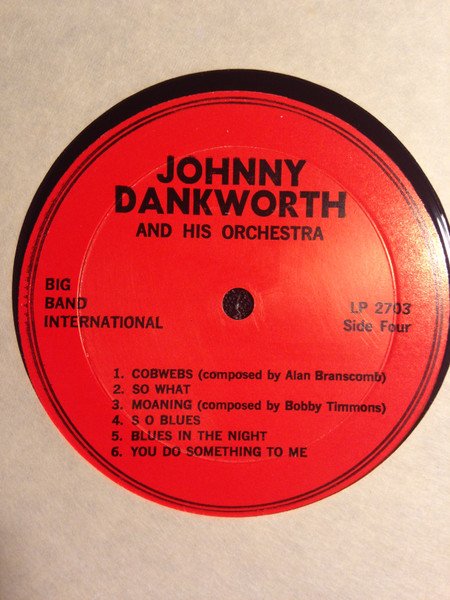 JOHNNY
DANKWORTH
AND HIS ORCHESTRA
BIG
BAND
INTERNATIONAL
LP 2703
Side Four
1. COBWEBS (composed by Alan Branscomb)
2. SO WHAT
3. MOANING (composed by Bobby Timmons)
4. S O BLUES
5. BLUES IN THE NIGHT
6. YOU DO SOMETHING TO ME